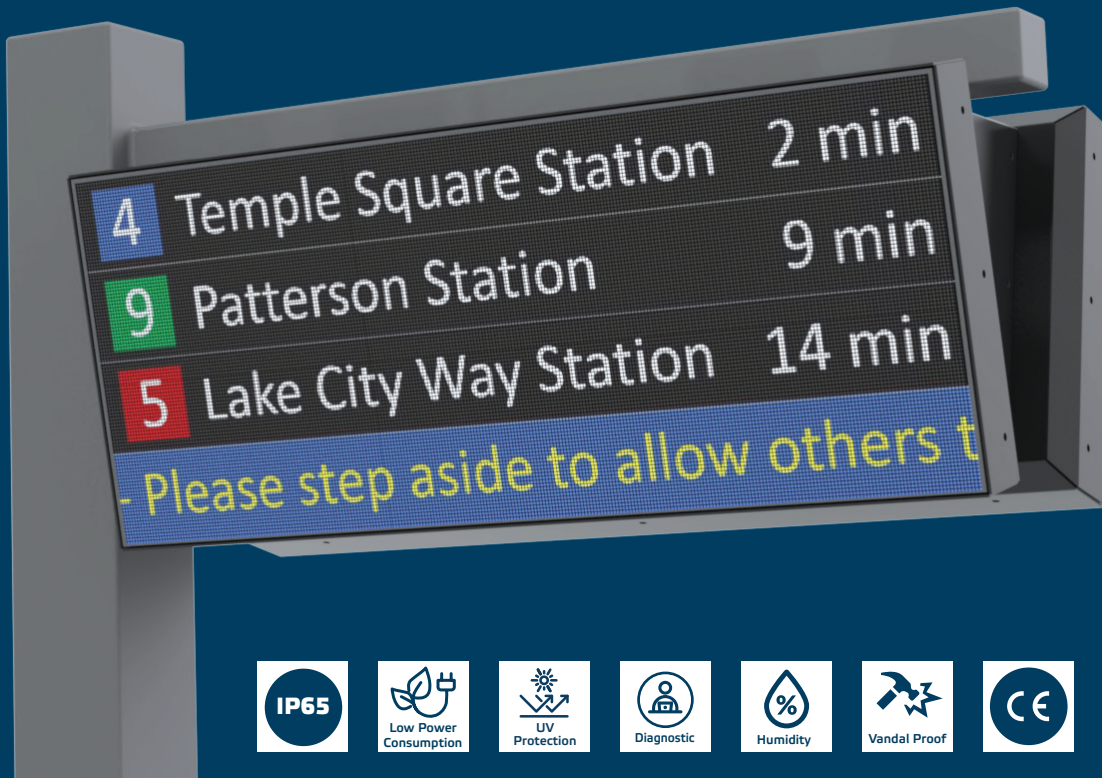 4 Temple Square Station 2 min
9 Patterson Station 9 min
5 Lake City Way Station 14 min
- Please step aside to allow others t
IP65
Low Power
Consumption
UV
Protection
Diagnostic
%
Humidity
Vandal Proof
CE